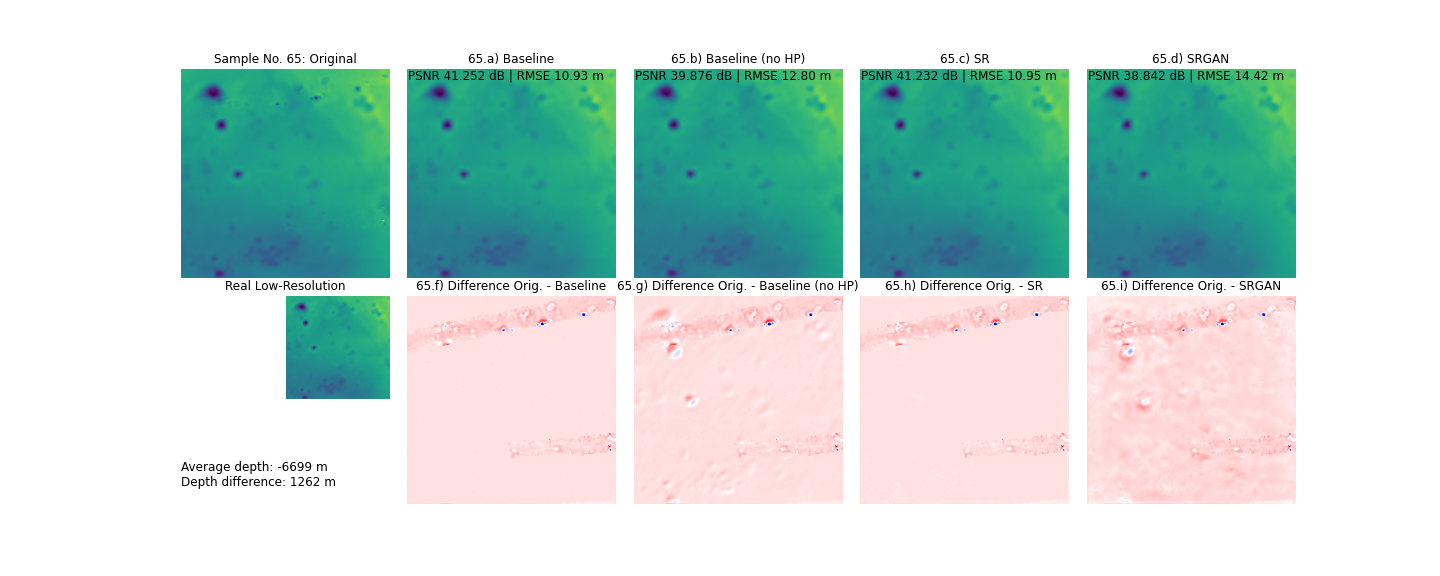 Sample No. 65: Original
65.a) Baseline
65.b) Baseline (no HP)
65.c) SR
65.d) SRGAN
PSNR 41.252 dB | RMSE 10.93 m
PSNR 39.876 dB | RMSE 12.80 m
PSNR 41.232 dB | RMSE 10.95 m
PSNR 38.842 dB | RMSE 14.42 m
Real Low-Resolution
65.f) Difference Orig. - Baseline
65.g) Difference Orig. - Baseline (no HP)
65.h) Difference Orig. - SR
65.i) Difference Orig. - SRGAN
Average depth: -6699 m
Depth difference: 1262 m